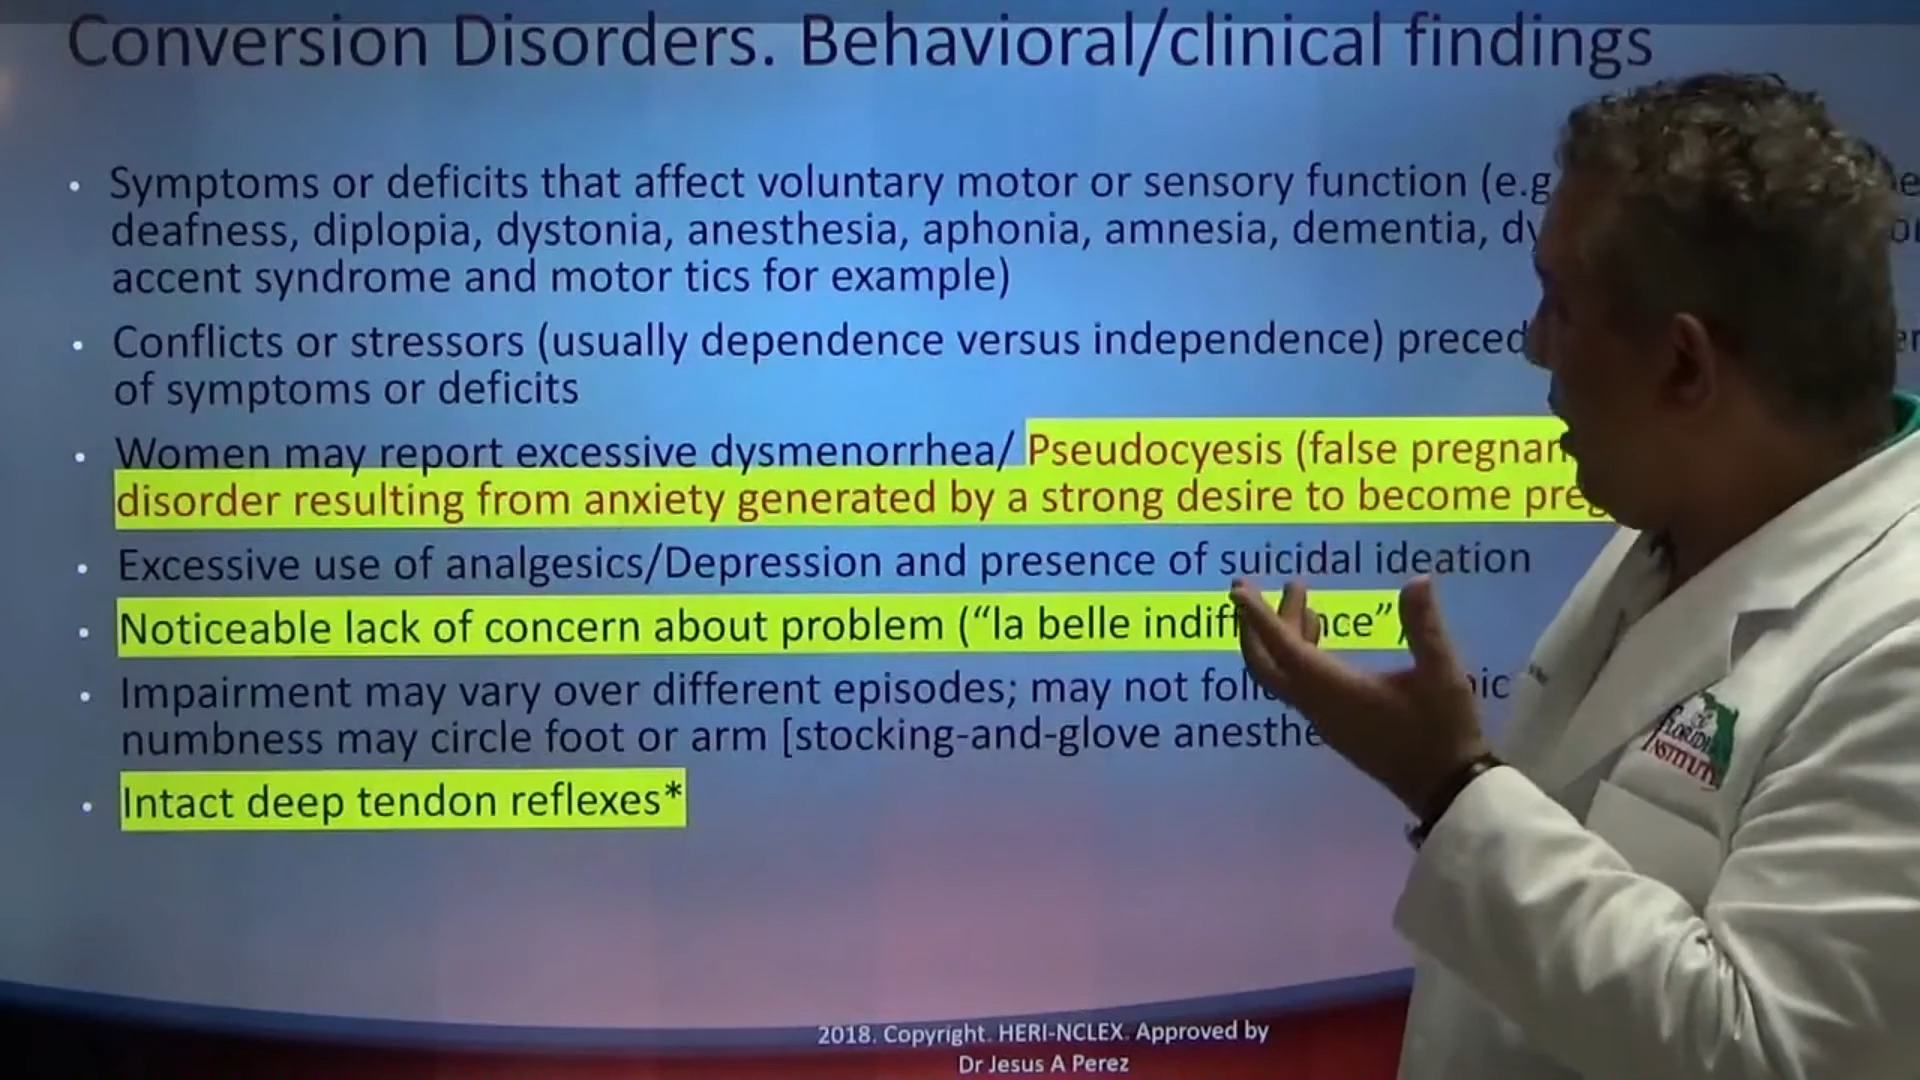 Conversion Disorders. Behavioral/clinical findings
• Symptoms or deficits that affect voluntary motor or sensory function (e.g
deafness, diplopia, dystonia, anesthesia, aphonia, amnesia, dementia,
accent syndrome and motor tics for example)
• Conflicts or stressors (usually dependence versus independence)
of symptoms or deficits
• Women may report excessive dysmenorrhea/ Pseudocyesis (false
disorder resulting from anxiety generated by a strong desire to become
• Excessive use of analgesics/Depression and presence of suicidal ideation
• Noticeable lack of concern about problem (“la belle
• Impairment may vary over different episodes; may not
numbness may circle foot or arm [stocking-and-glove
• Intact deep tendon reflexes*
FLORIDA
INSTITUTE
2018. Copyright. HERI-NCLEX. Approved by
Dr Jesus A Perez